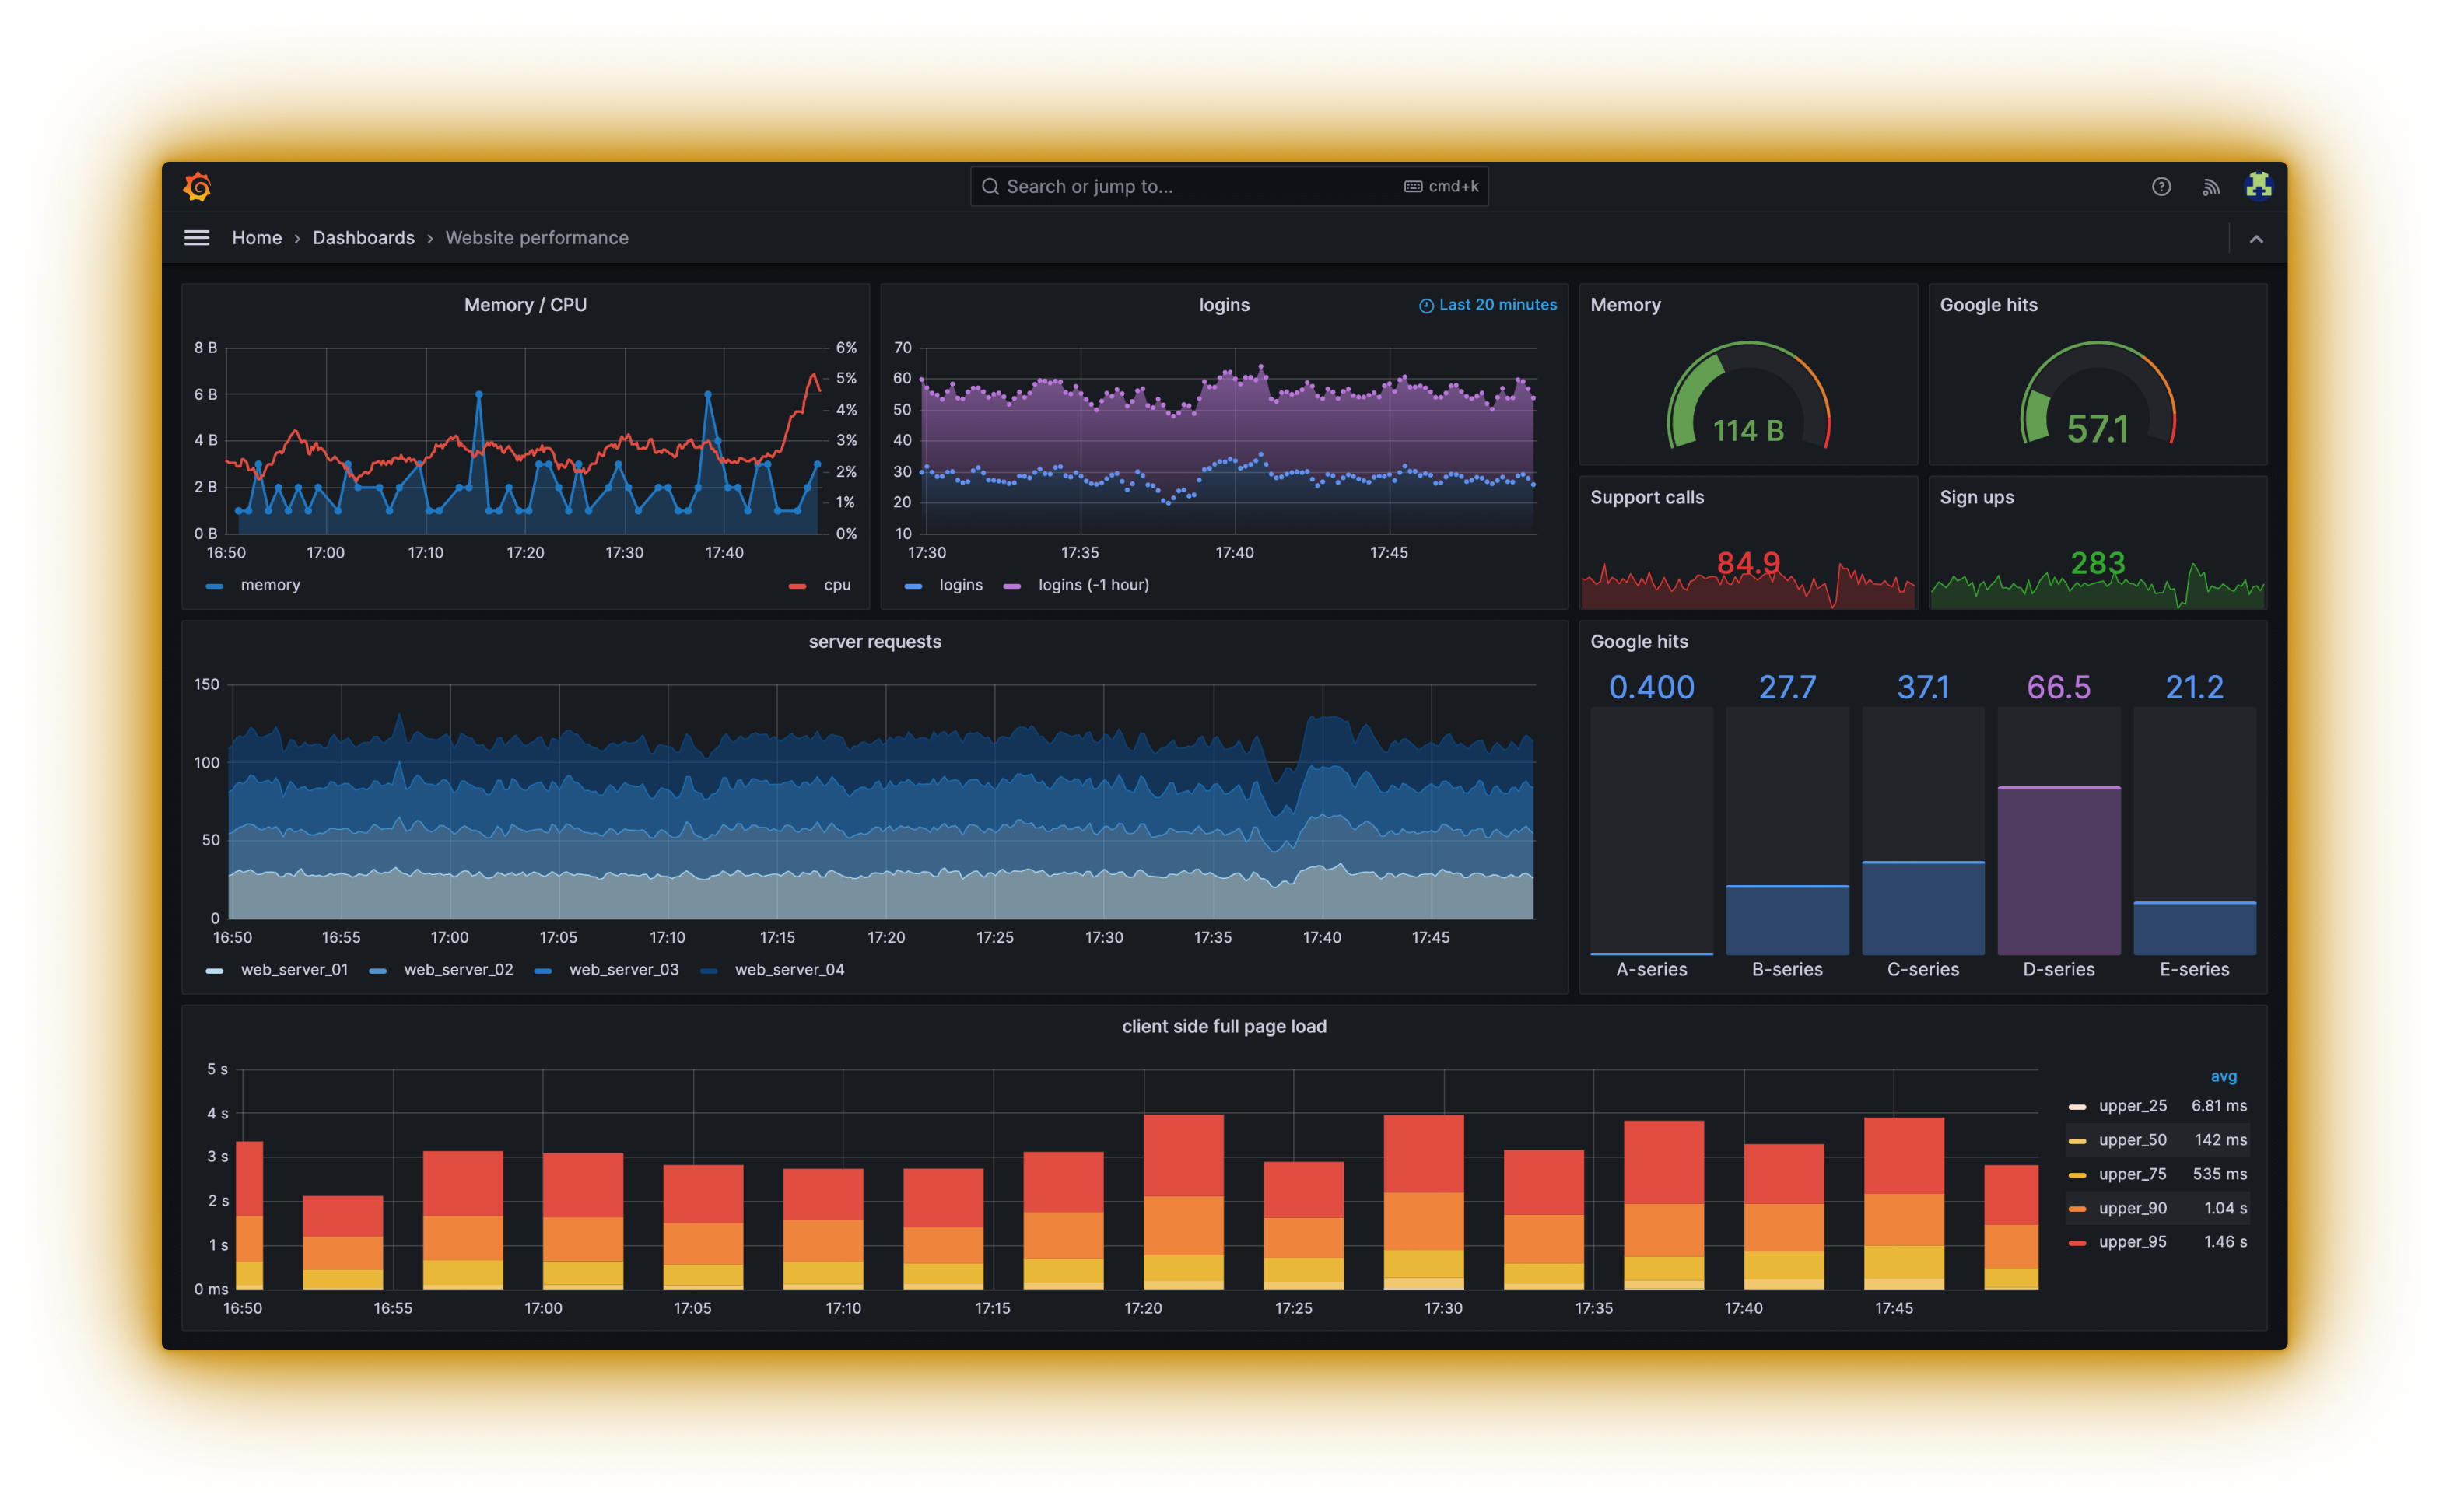 Search or jump to... cmd+k
Home › Dashboards › Website performance
Memory / CPU
8 B
6 B
4 B
2 B
0 B
6%
5%
4%
3%
2%
1%
0%
16:50 17:00 17:10 17:20 17:30 17:40
memory cpu
logins Last 20 minutes
70
60
50
40
30
20
10
17:30 17:35 17:40 17:45
logins logins (-1 hour)
Memory
114 B
Google hits
57.1
Support calls
84.9
Sign ups
283
server requests
150
100
50
0
16:50 16:55 17:00 17:05 17:10 17:15 17:20 17:25 17:30 17:35 17:40 17:45
web_server_01 web_server_02 web_server_03 web_server_04
Google hits
0.400 27.7 37.1 66.5 21.2
A-series B-series C-series D-series E-series
client side full page load
5 s
4 s
3 s
2 s
1 s
0 ms
16:50 16:55 17:00 17:05 17:10 17:15 17:20 17:25 17:30 17:35 17:40 17:45
avg
upper_25 6.81 ms
upper_50 142 ms
upper_75 535 ms
upper_90 1.04 s
upper_95 1.46 s